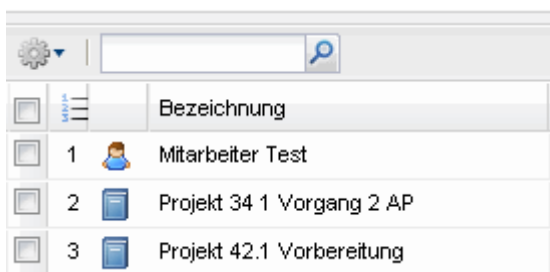 Bezeichnung
1 Mitarbeiter Test
2 Projekt 34 1 Vorgang 2 AP
3 Projekt 42.1 Vorbereitung